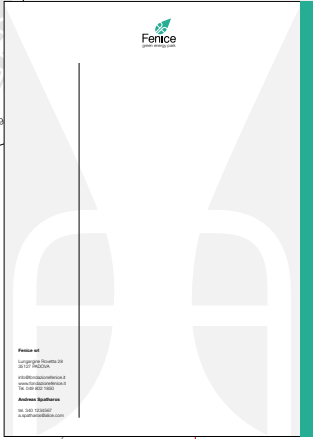 Fenice
green energy park
Fenice srl
Lungargine Rovetta 28
35127 PADOVA
info@fondazionefenice.it
www.fondazionefenice.it
Tel. 049 802 1850
Andreas Spatharos
tel. 340 1234567
a.spatharos@alice.com